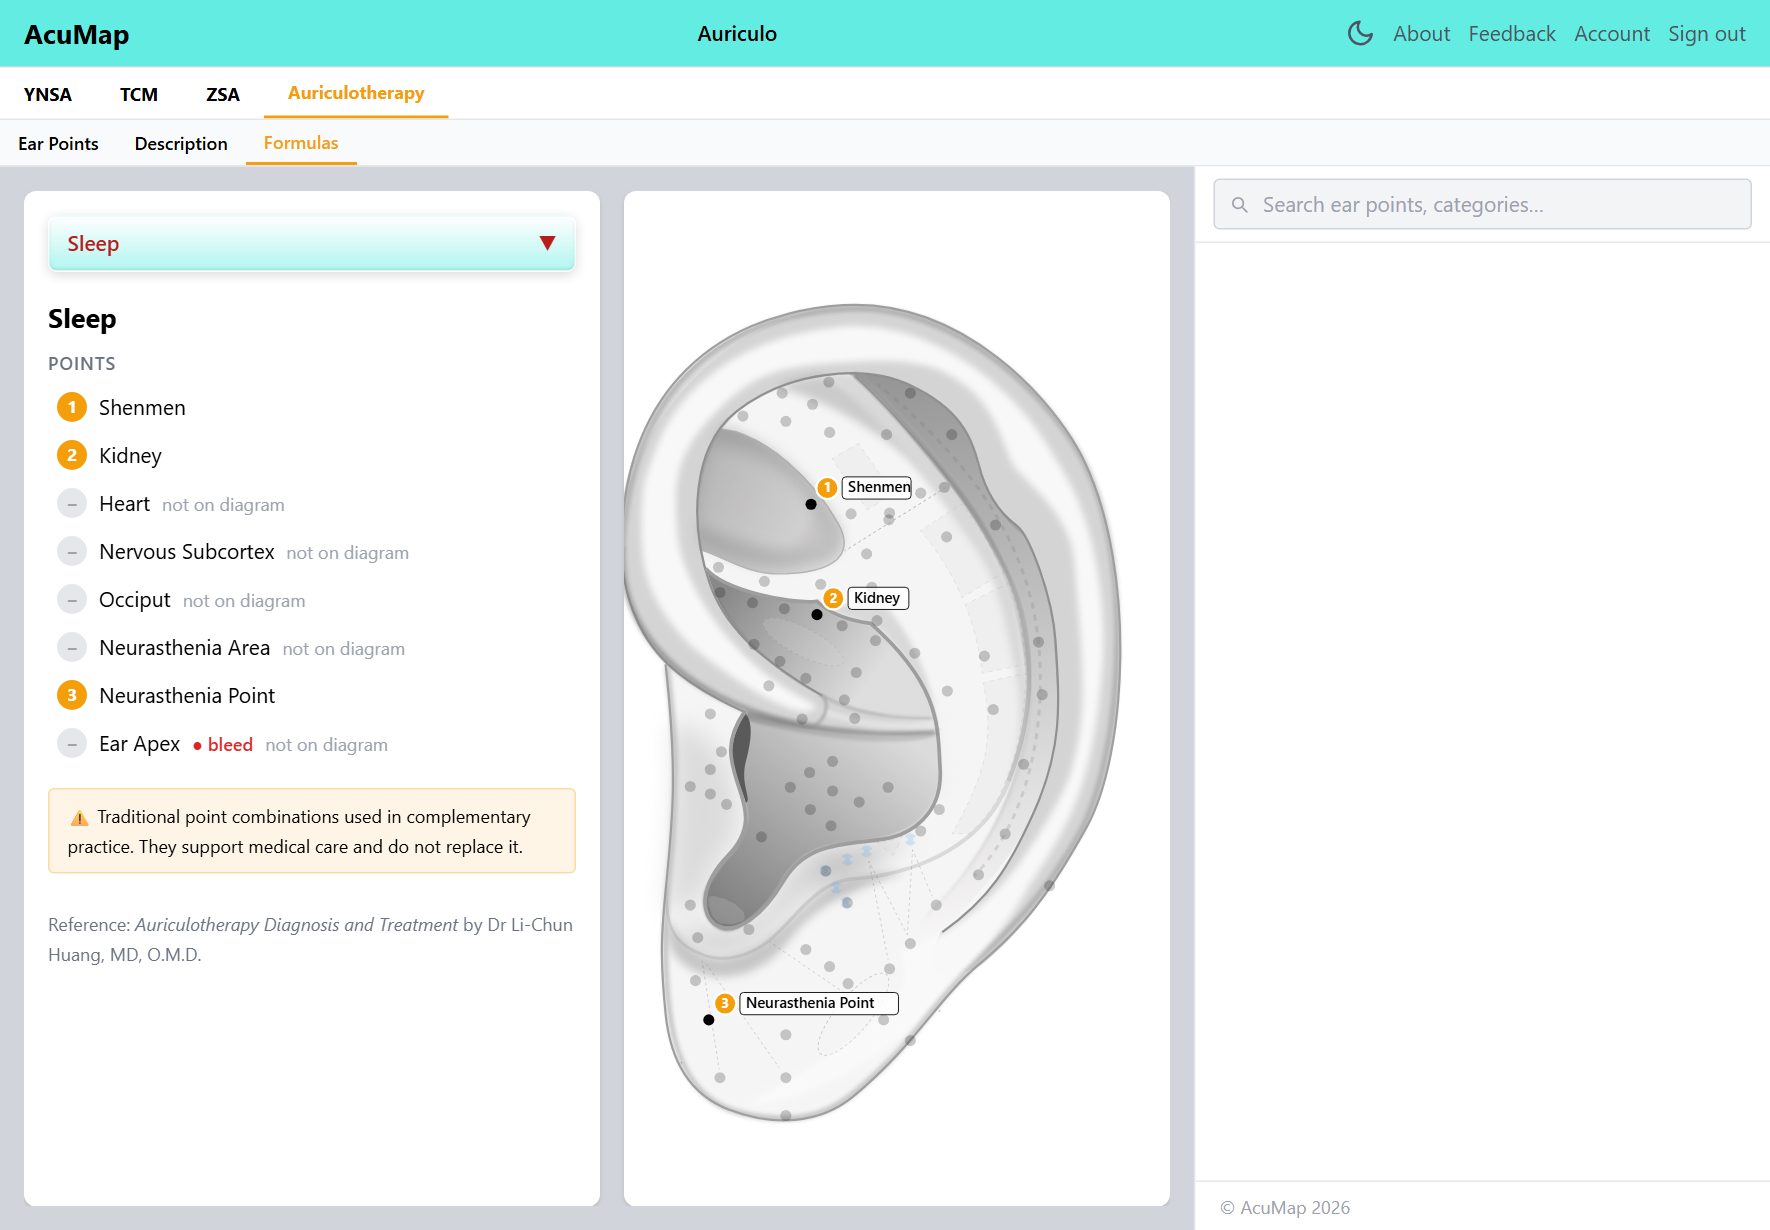 AcuMap
Auriculo
About Feedback Account Sign out
YNSA TCM ZSA Auriculotherapy
Ear Points Description Formulas
Sleep ▼
Sleep
POINTS
1 Shenmen
2 Kidney
– Heart not on diagram
– Nervous Subcortex not on diagram
– Occiput not on diagram
– Neurasthenia Area not on diagram
3 Neurasthenia Point
– Ear Apex ● bleed not on diagram
⚠ Traditional point combinations used in complementary
practice. They support medical care and do not replace it.
Reference: Auriculotherapy Diagnosis and Treatment by Dr Li-Chun
Huang, MD, O.M.D.
1 Shenmen
2 Kidney
3 Neurasthenia Point
Search ear points, categories...
© AcuMap 2026